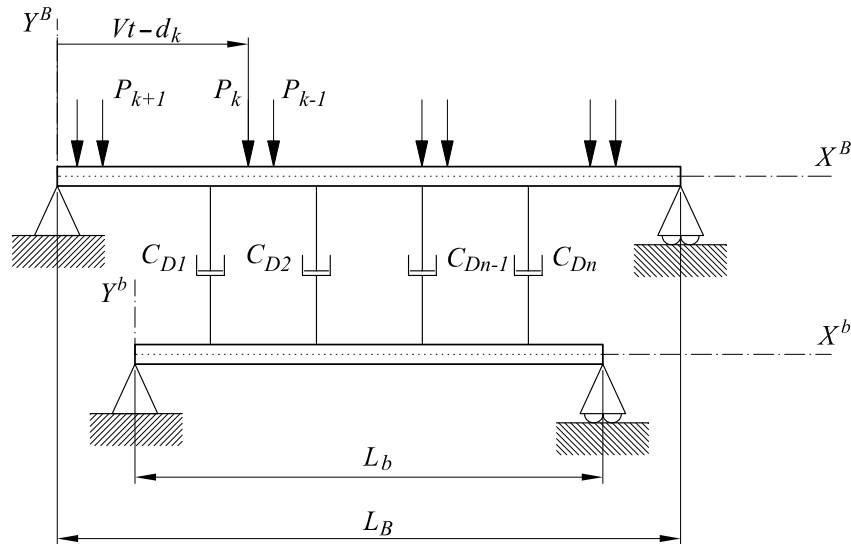 Y^B
Vt–d_k
P_{k+1} P_k P_{k-1}
X^B
C_{D1} C_{D2} C_{Dn-1} C_{Dn}
Y^b
X^b
L_b
L_B